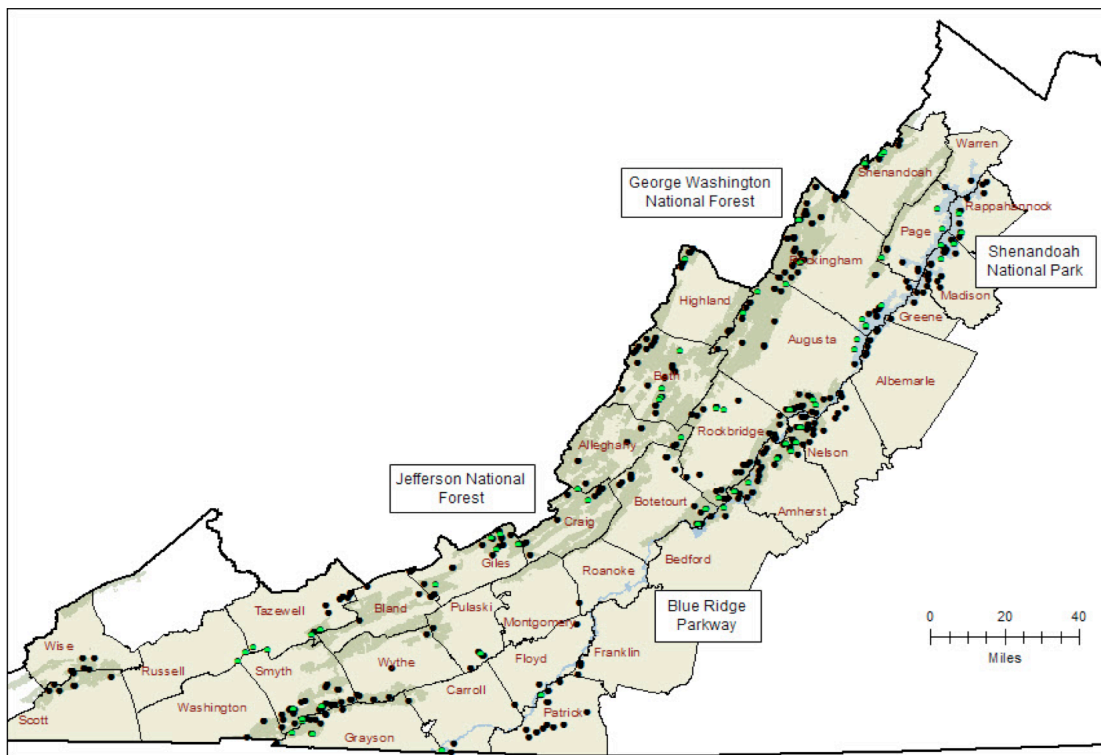 Warren
Shenandoah
George Washington
National Forest
Rappahannock
Page
Shenandoah
National Park
Rockingham
Madison
Highland
Greene
Augusta
Bath
Albemarle
Rockbridge
Alleghany
Nelson
Jefferson National
Forest
Botetourt
Amherst
Craig
Bedford
Giles
Roanoke
Tazewell
Bland
Pulaski
Blue Ridge
Parkway
Montgomery
0 20 40
Miles
Wise
Franklin
Floyd
Wythe
Russell
Smyth
Carroll
Washington
Patrick
Scott
Grayson